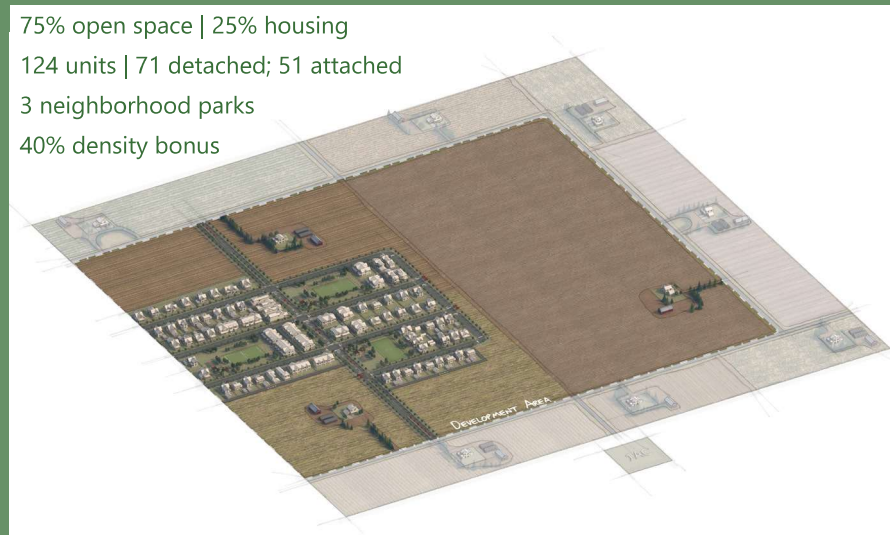 75% open space | 25% housing
124 units | 71 detached; 51 attached
3 neighborhood parks
40% density bonus
DEVELOPMENT AREA